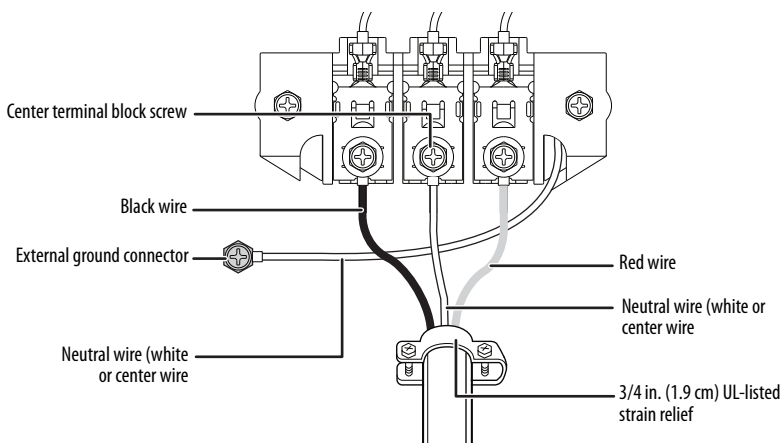 Center terminal block screw
Black wire
External ground connector
Neutral wire (white
or center wire
Red wire
Neutral wire (white or
center wire
3/4 in. (1.9 cm) UL-listed
strain relief